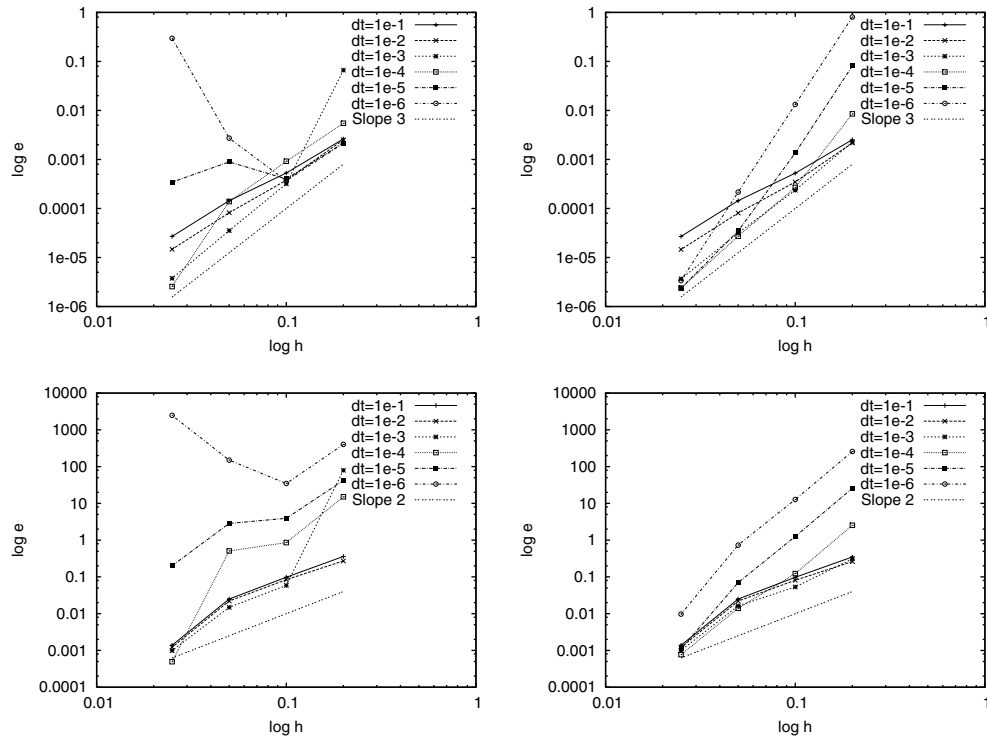 1
0.1
0.01
0.001
0.0001
1e-05
1e-06
0.01
0.1
1
log e
log h
dt=1e-1
dt=1e-2
dt=1e-3
dt=1e-4
dt=1e-5
dt=1e-6
Slope 3
1
0.1
0.01
0.001
0.0001
1e-05
1e-06
0.01
0.1
1
log e
log h
dt=1e-1
dt=1e-2
dt=1e-3
dt=1e-4
dt=1e-5
dt=1e-6
Slope 3
10000
1000
100
10
1
0.1
0.01
0.001
0.0001
0.01
0.1
1
log e
log h
dt=1e-1
dt=1e-2
dt=1e-3
dt=1e-4
dt=1e-5
dt=1e-6
Slope 2
10000
1000
100
10
1
0.1
0.01
0.001
0.0001
0.01
0.1
1
log e
log h
dt=1e-1
dt=1e-2
dt=1e-3
dt=1e-4
dt=1e-5
dt=1e-6
Slope 2